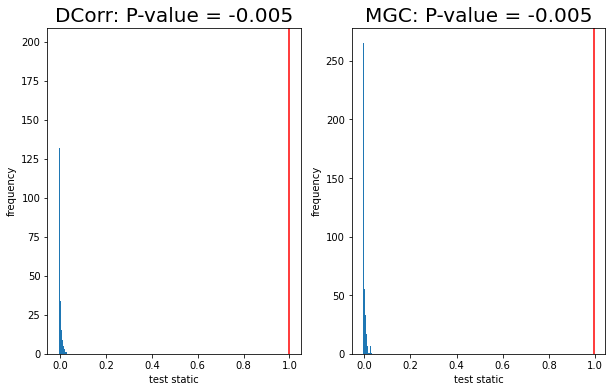 DCorr: P-value = -0.005
200
175
150
125
100
75
50
25
0
frequency
0.0 0.2 0.4 0.6 0.8 1.0
test static
MGC: P-value = -0.005
250
200
150
100
50
0
frequency
0.0 0.2 0.4 0.6 0.8 1.0
test static